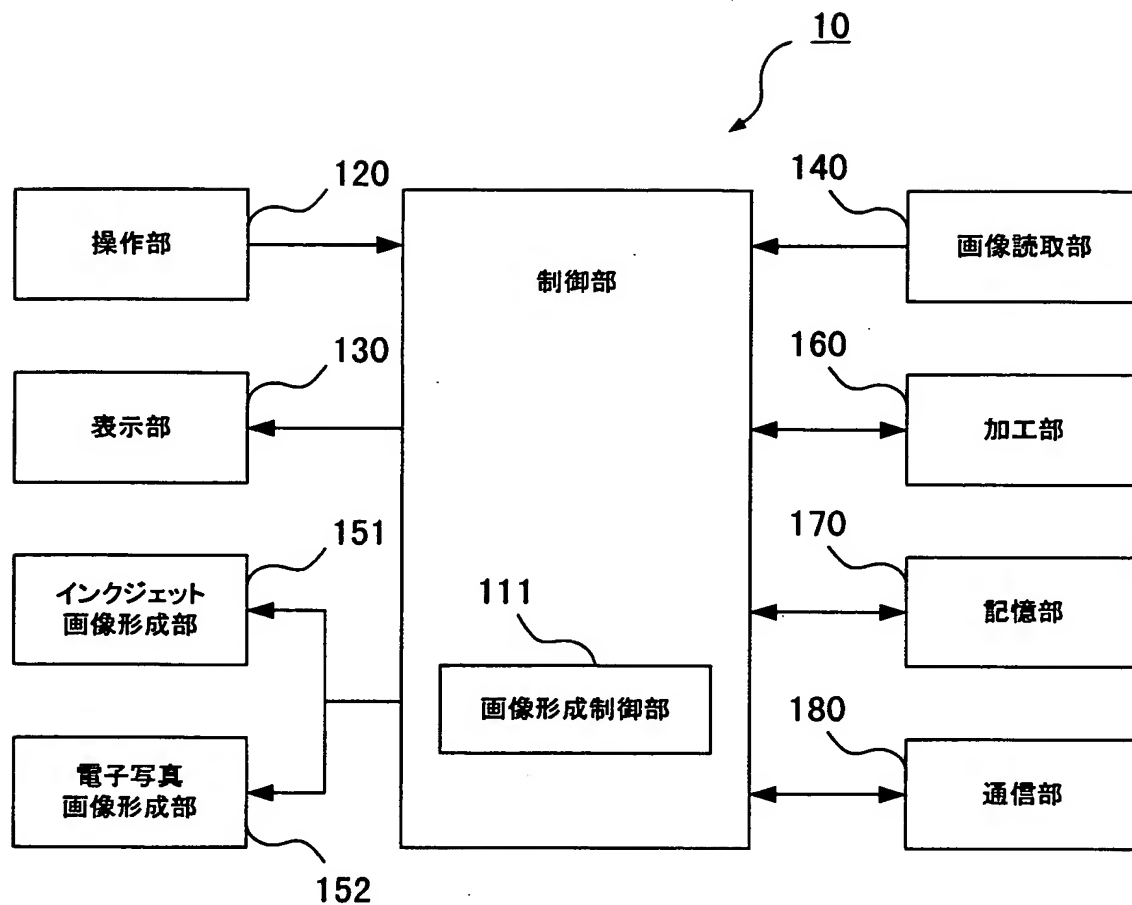 10
120
操作部
130
表示部
151
インクジェット
画像形成部
電子写真
画像形成部
152
制御部
111
画像形成制御部
140
画像読取部
160
加工部
170
記憶部
180
通信部